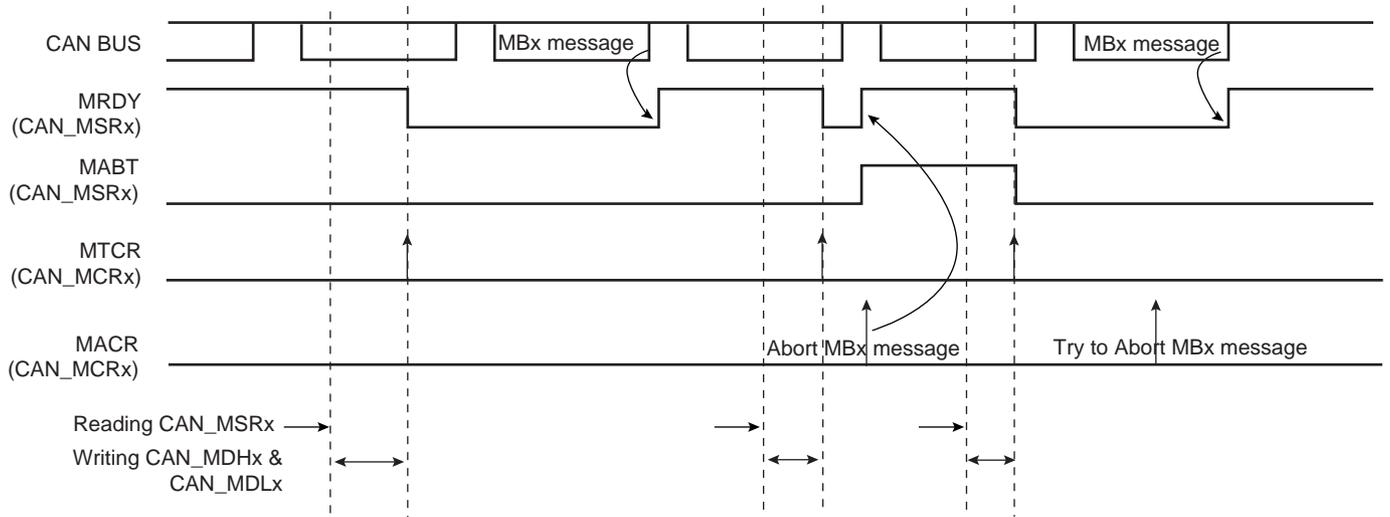 CAN BUS
MBx message
MBx message
MRDY
(CAN_MSRx)
MABT
(CAN_MSRx)
MTCR
(CAN_MCRx)
MACR
(CAN_MCRx)
Abort MBx message
Try to Abort MBx message
Reading CAN_MSRx
Writing CAN_MDHx &
CAN_MDLx